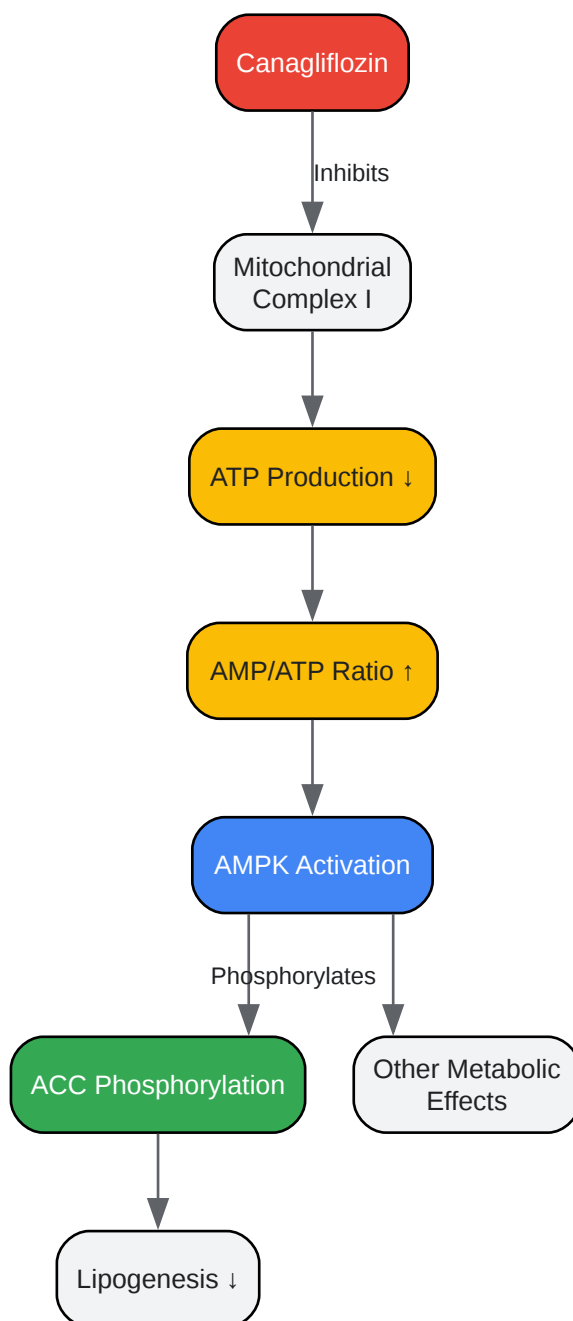 Canagliflozin
Inhibits
Mitochondrial
Complex I
ATP Production ↓
AMP/ATP Ratio ↑
AMPK Activation
Phosphorylates
ACC Phosphorylation
Other Metabolic
Effects
Lipogenesis ↓